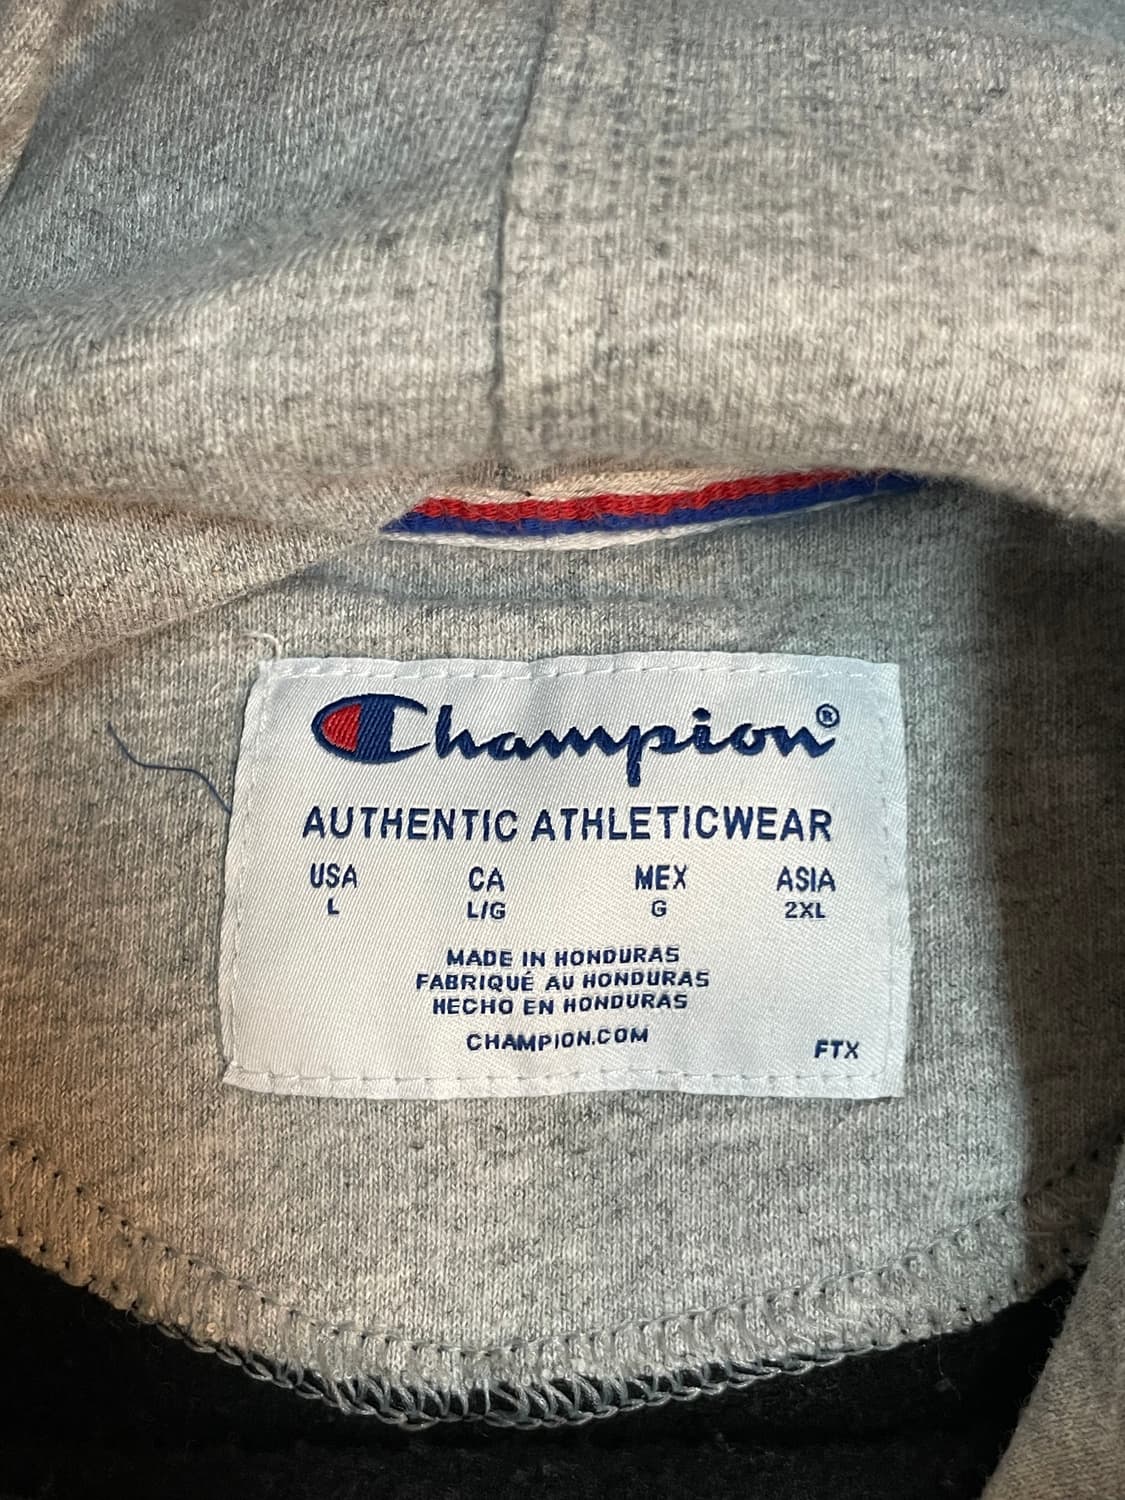 Champion®
AUTHENTIC ATHLETICWEAR
USA CA MEX ASIA
L L/G G 2XL
MADE IN HONDURAS
FABRIQUÉ AU HONDURAS
HECHO EN HONDURAS
CHAMPION.COM
FTX